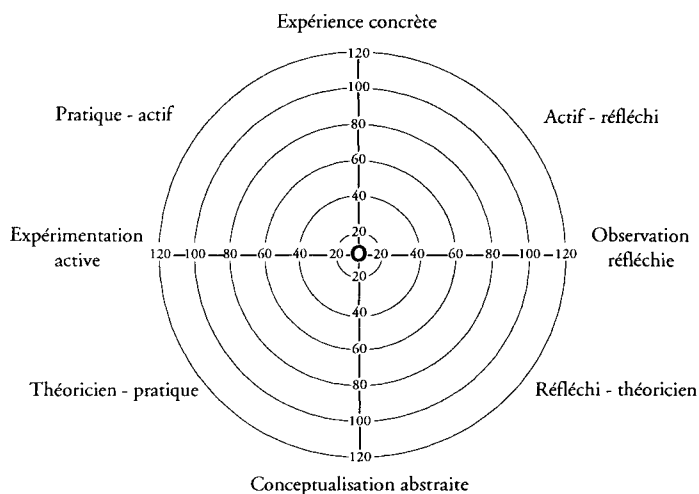 Expérience concrète
120
100
Pratique - actif
Actif - réfléchi
80
60
40
20
Expérimentation
active
Observation
réfléchie
120 100 80 60 40 20 O 20 40 60 80 100 120
20
40
60
Théoricien - pratique
Réfléchi - théoricien
80
100
120
Conceptualisation abstraite